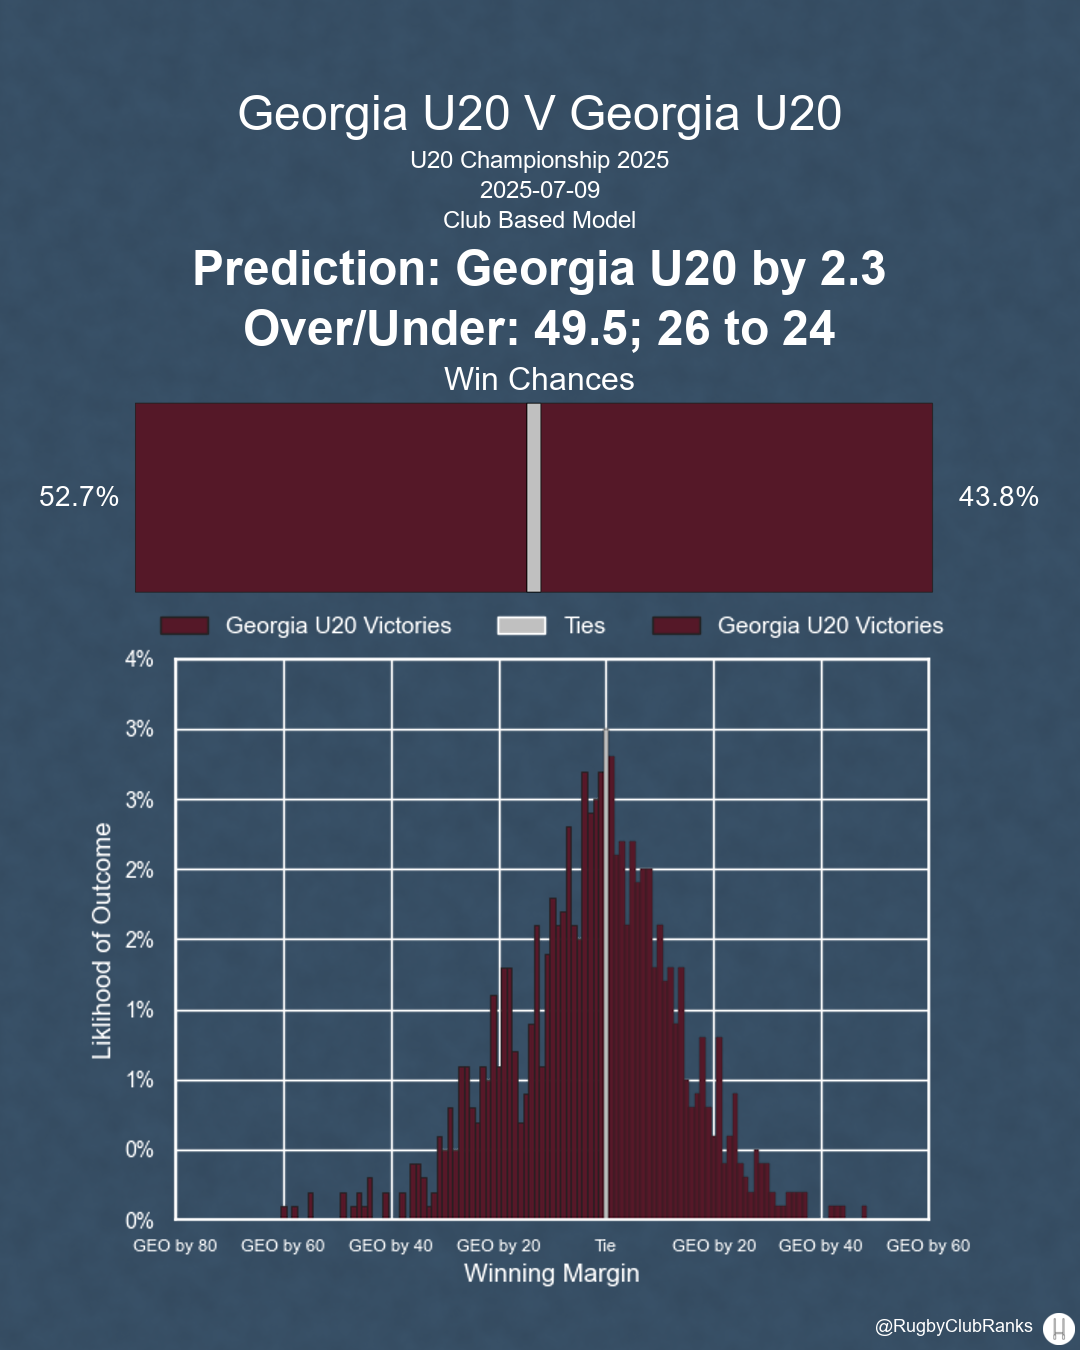 Georgia U20 V Georgia U20
U20 Championship 2025
2025-07-09
Club Based Model
Prediction: Georgia U20 by 2.3
Over/Under: 49.5; 26 to 24
Win Chances
52.7%
43.8%
Georgia U20 Victories
Ties
Georgia U20 Victories
4%
3%
3%
2%
2%
1%
1%
0%
0%
Liklihood of Outcome
GEO by 80
GEO by 60
GEO by 40
GEO by 20
Tie
GEO by 20
GEO by 40
GEO by 60
Winning Margin
@RugbyClubRanks